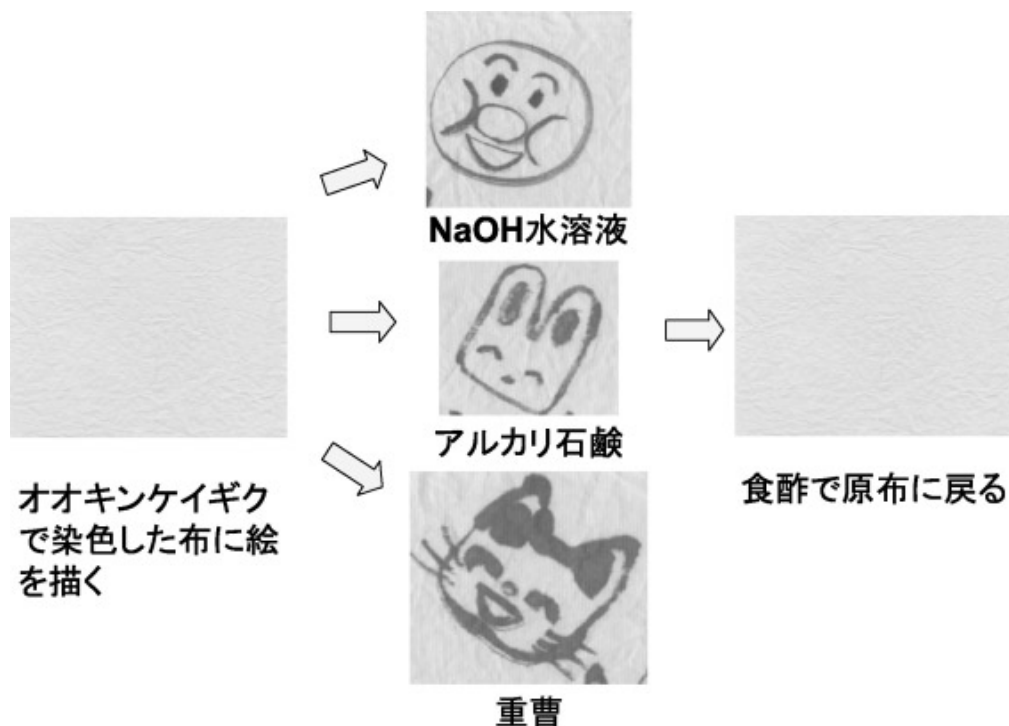 NaOH水溶液
アルカリ石鹸
重曹
オオキンケイギク
で染色した布に絵
を描く
食酢で原布に戻る